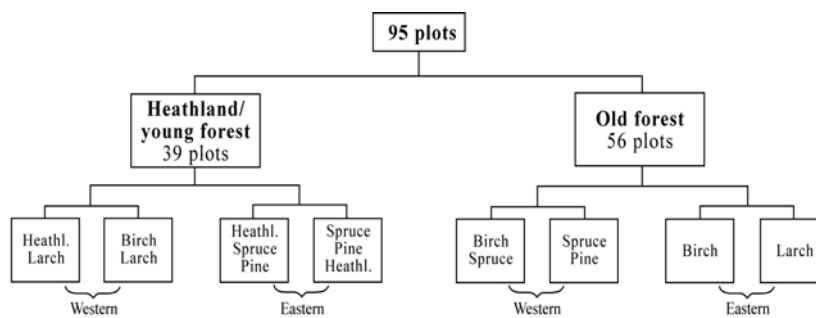 95 plots
Heathland/
young forest
39 plots
Old forest
56 plots
Heathl.
Larch
Birch
Larch
Heathl.
Spruce
Pine
Spruce
Pine
Heathl.
Birch
Spruce
Spruce
Pine
Birch
Larch
Western
Eastern
Western
Eastern